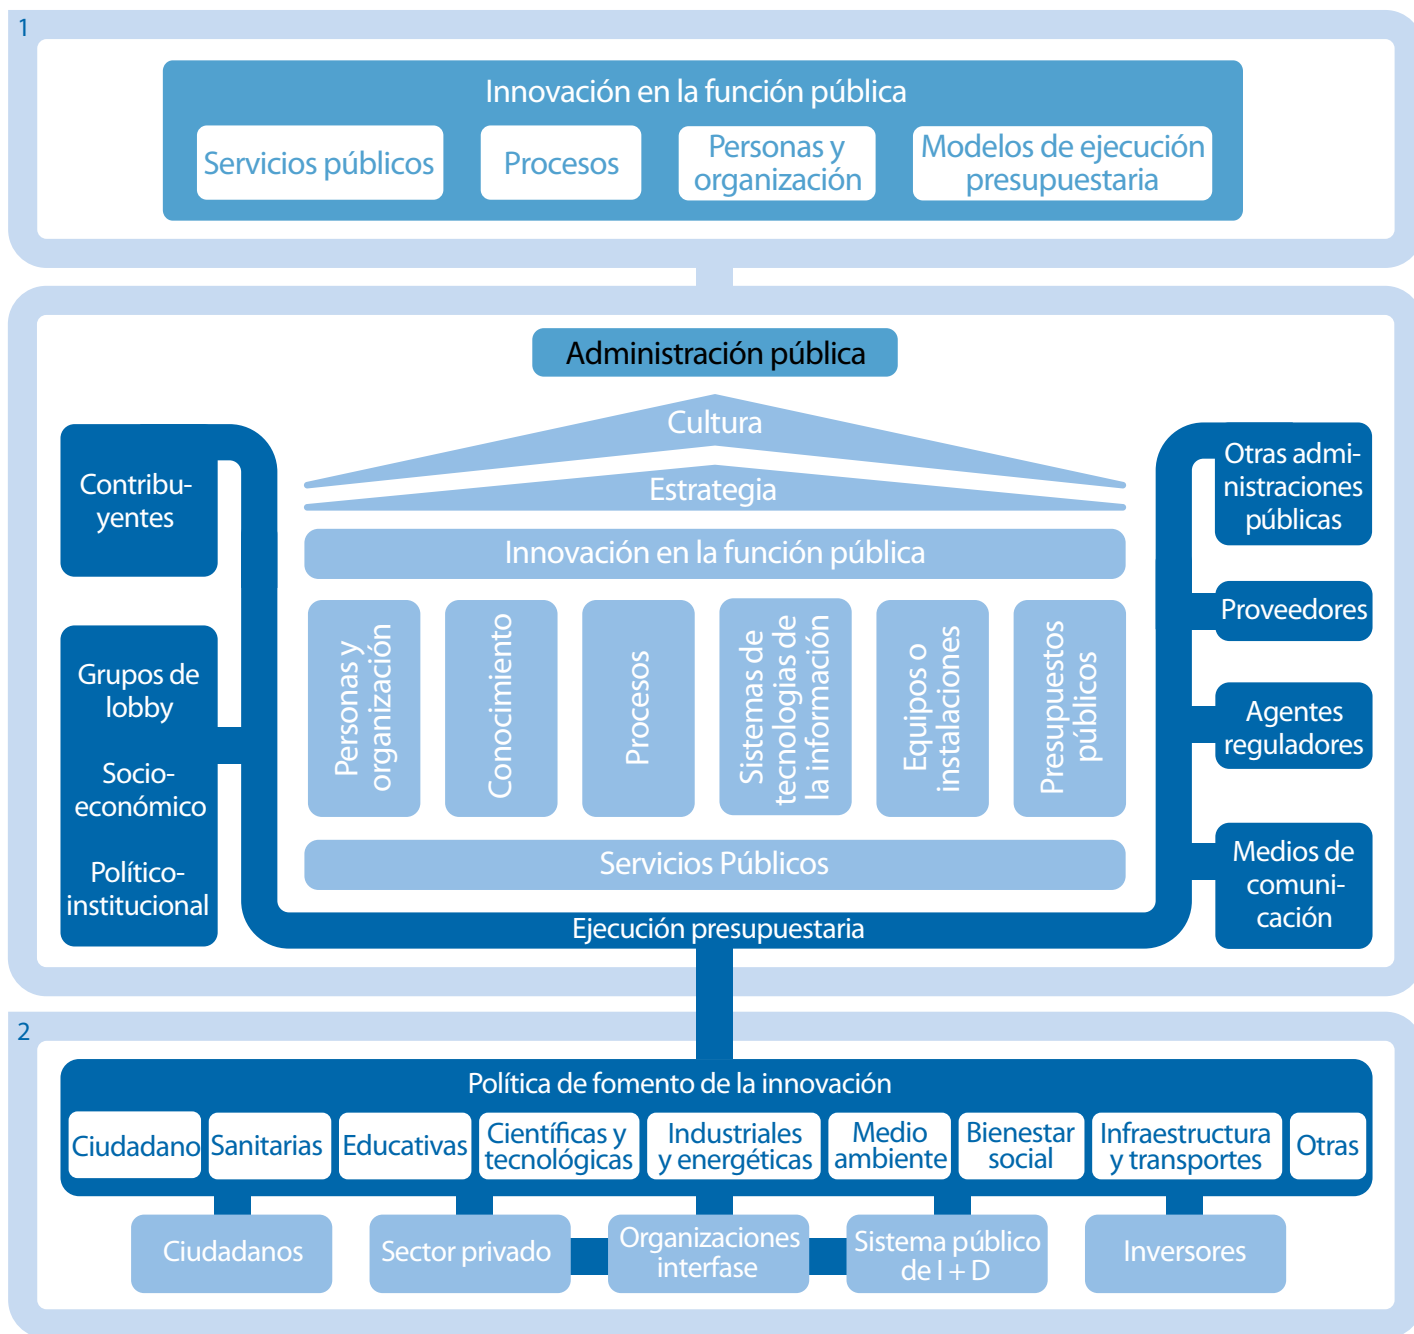 1
Innovación en la función pública
Servicios públicos
Procesos
Personas y
organización
Modelos de ejecución
presupuestaria
Administración pública
Cultura
Estrategia
Innovación en la función pública
Contribu-
yentes
Grupos de
lobby
Socio-
económico
Político-
institucional
Personas y
organización
Conocimiento
Procesos
Sistemas de
tecnologias de
la información
Equipos o
instalaciones
Presupuestos
públicos
Servicios Públicos
Ejecución presupuestaria
Otras admi-
nistraciones
públicas
Proveedores
Agentes
reguladores
Medios de
comuni-
cación
2
Política de fomento de la innovación
Ciudadano
Sanitarias
Educativas
Científicas y
tecnológicas
Industriales
y energéticas
Medio
ambiente
Bienestar
social
Infraestructura
y transportes
Otras
Ciudadanos
Sector privado
Organizaciones
interfase
Sistema público
de I + D
Inversores